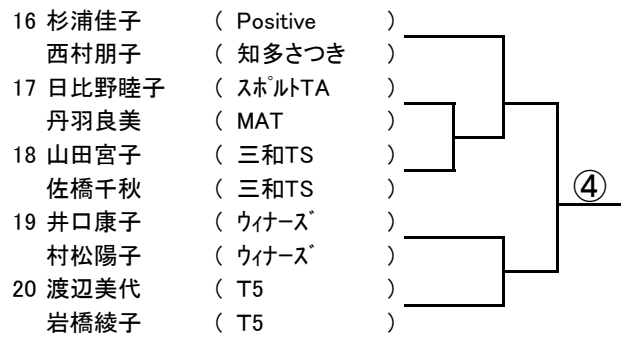 16 杉浦佳子 ( Positive )
西村朋子 ( 知多さつき )
17 日比野睦子 ( ｽﾎﾟﾙﾄTA )
丹羽良美 ( MAT )
18 山田宮子 ( 三和TS )
佐橋千秋 ( 三和TS )
④
19 井口康子 ( ｳｨﾅｰｽﾞ )
村松陽子 ( ｳｨﾅｰｽﾞ )
20 渡辺美代 ( T5 )
岩橋綾子 ( T5 )